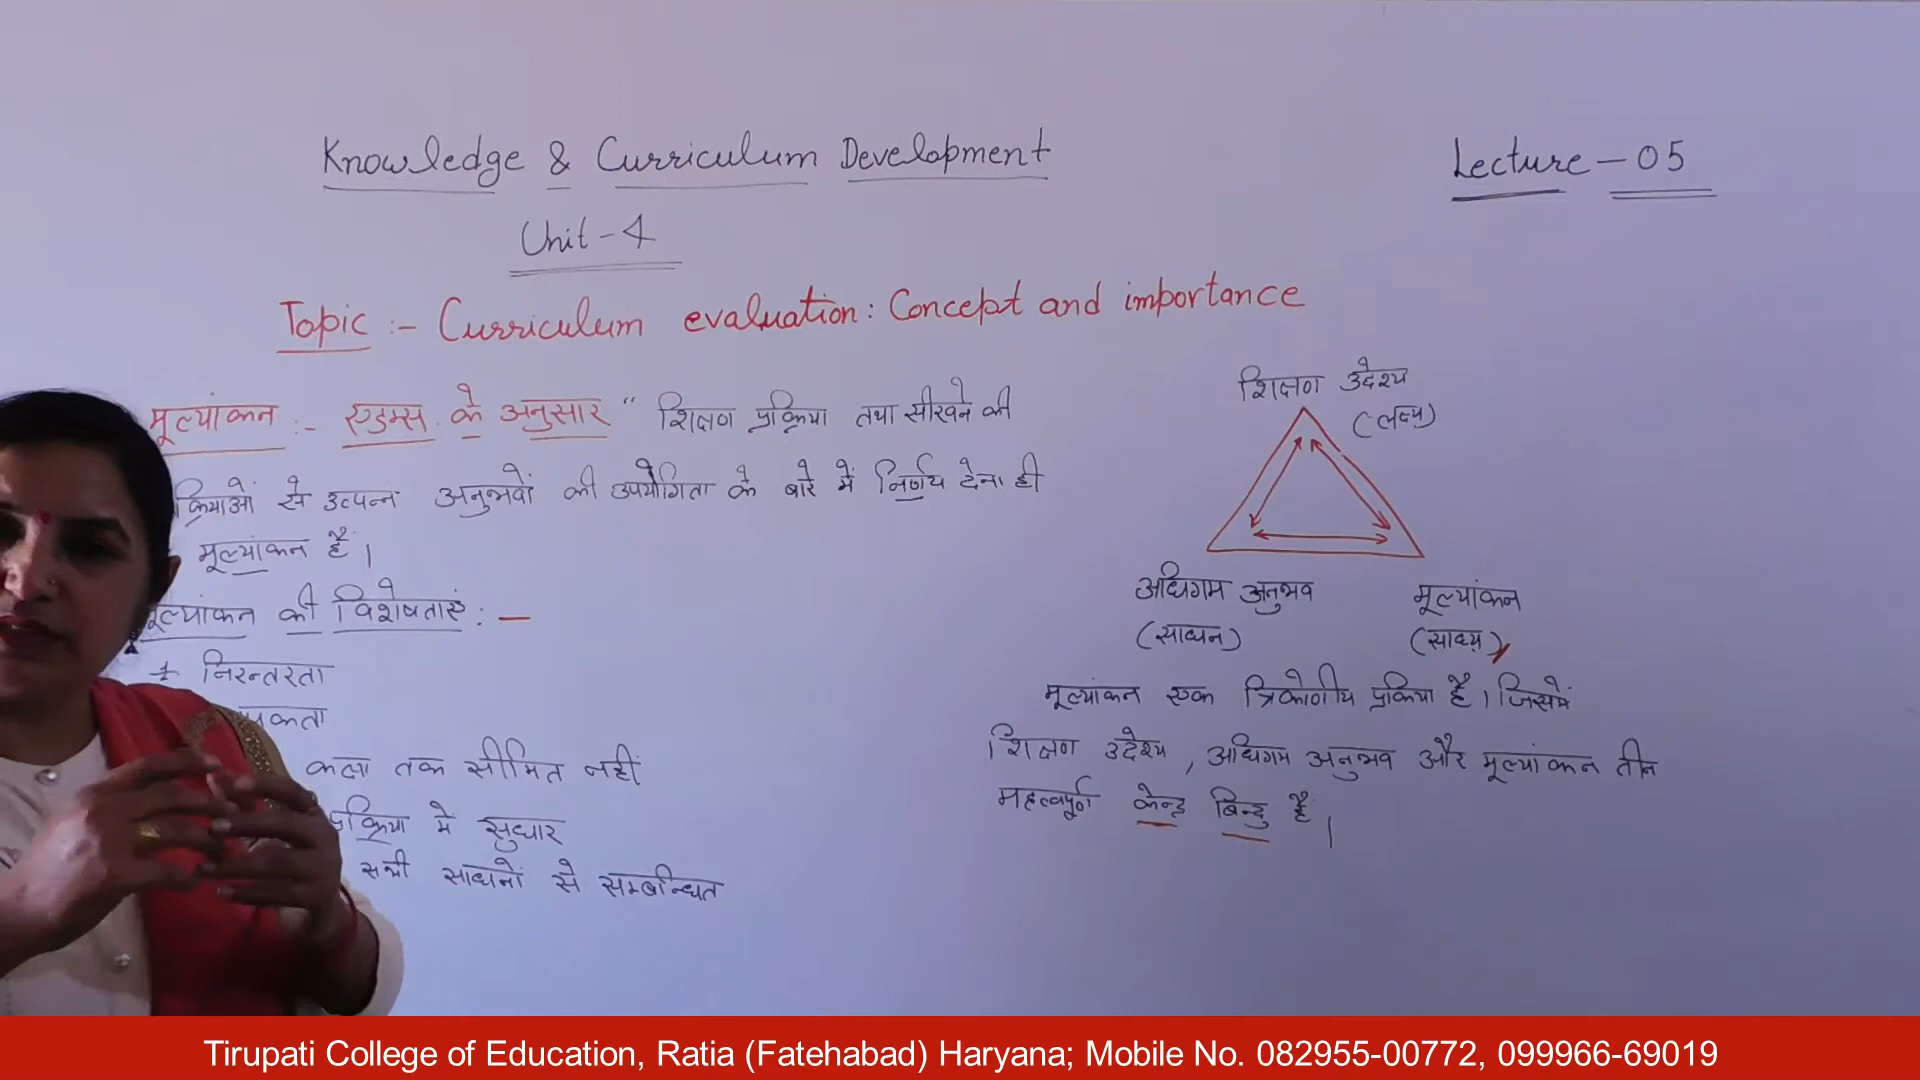 Knowledge & Curriculum Development
Lecture - 05
Unit - 4
Topic :- Curriculum evaluation : Concept and importance
मूल्यांकन :- एडम्स के अनुसार " शिक्षण प्रक्रिया तथा सीखने की
क्रियाओं से उत्पन्न अनुभवों की उपयोगिता के बारे में निर्णय देना ही
मूल्यांकन है।
मूल्यांकन की विशेषताएं : -
1 निरन्तरता
पकता
कक्षा तक सीमित नहीं
प्रक्रिया मे सुधार
सभी साधनों से सम्बन्धित
शिक्षण उद्देश्य
(लक्ष्य)
अधिगम अनुभव
(साधन)
मूल्यांकन
(साक्ष्य)
मूल्यांकन एक त्रिकोणीय प्रक्रिया है। जिसमें
शिक्षण उद्देश्य, अधिगम अनुभव और मूल्यांकन तीन
महत्वपूर्ण केन्द्र बिन्दु हैं।
Tirupati College of Education, Ratia (Fatehabad) Haryana; Mobile No. 082955-00772, 099966-69019